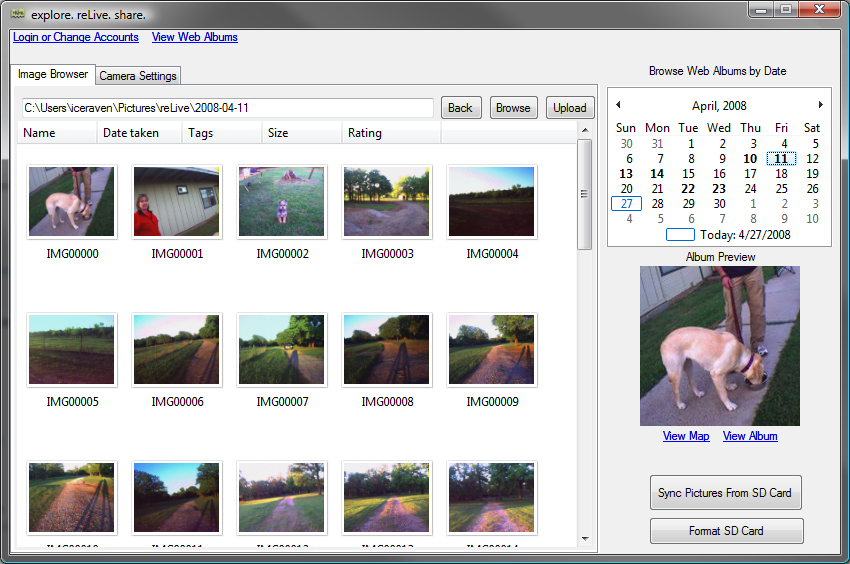 explore. reLive. share.
Login or Change Accounts View Web Albums
Image Browser Camera Settings
C:\Users\iceraven\Pictures\reLive\2008-04-11 Back Browse Upload
Name Date taken Tags Size Rating
IMG00000 IMG00001 IMG00002 IMG00003 IMG00004
IMG00005 IMG00006 IMG00007 IMG00008 IMG00009
IMG00010 IMG00011 IMG00012 IMG00013 IMG00014
Browse Web Albums by Date
April, 2008
Sun Mon Tue Wed Thu Fri Sat
30 31 1 2 3 4 5
6 7 8 9 10 11 12
13 14 15 16 17 18 19
20 21 22 23 24 25 26
27 28 29 30 1 2 3
4 5 6 7 8 9 10
Today: 4/27/2008
Album Preview
View Map View Album
Sync Pictures From SD Card
Format SD Card